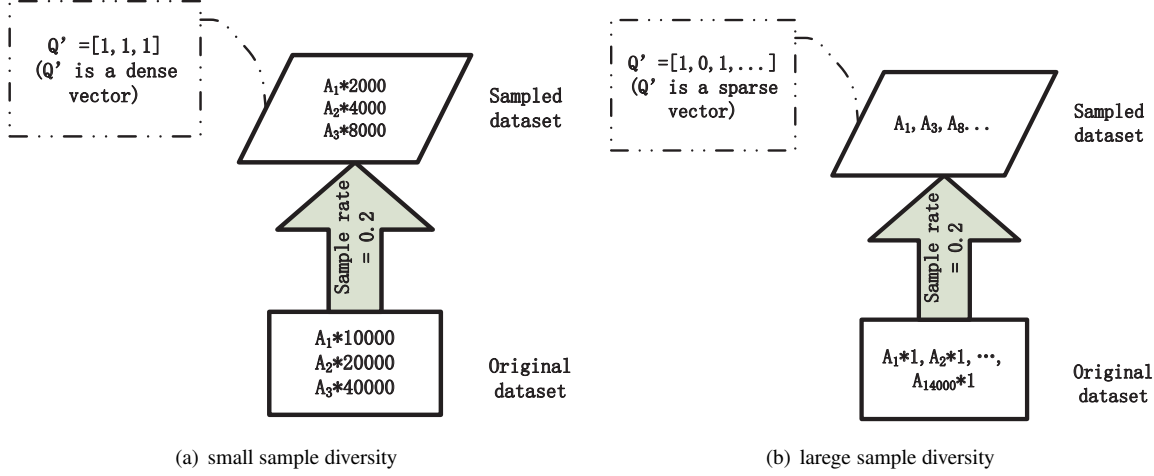 Q’ =[1,1,1]
(Q’ is a dense
vector)
A1*2000
A2*4000
A3*8000
Sampled
dataset
Sample rate
= 0.2
A1*10000
A2*20000
A3*40000
Original
dataset
(a) small sample diversity
Q’ =[1,0,1,...]
(Q’ is a sparse
vector)
A1, A3, A8...
Sampled
dataset
Sample rate
= 0.2
A1*1, A2*1, …,
A14000*1
Original
dataset
(b) larege sample diversity